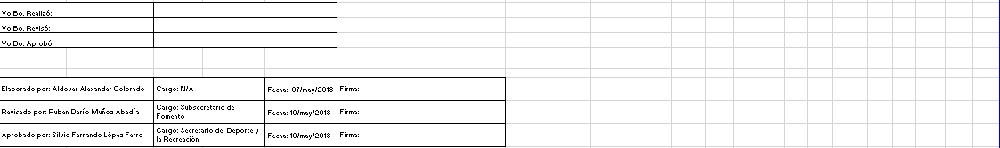 Vo.Bo. Realizó:
Vo.Bo. Revisó:
Vo.Bo. Aprobó:
Elaborado por: Aldover Alexander Colorado Cargo: N/A Fecha: 07/may/2018 Firma:
Revisado por: Ruben Darío Muñoz Abadía Cargo: Subsecretario de Fomento Fecha: 10/may/2018 Firma:
Aprobado por: Silvio Fernando López Ferro Cargo: Secretario del Deporte y la Recreación Fecha: 10/may/2018 Firma: